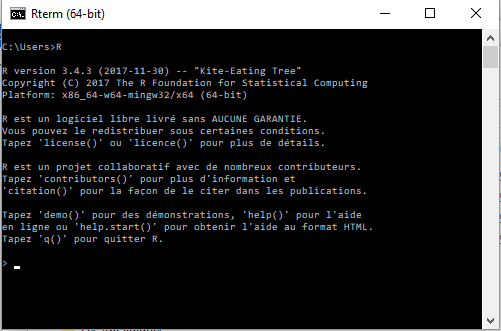 Rterm (64-bit)
C:\Users>R
R version 3.4.3 (2017-11-30) -- "Kite-Eating Tree"
Copyright (C) 2017 The R Foundation for Statistical Computing
Platform: x86_64-w64-mingw32/x64 (64-bit)
R est un logiciel libre livré sans AUCUNE GARANTIE.
Vous pouvez le redistribuer sous certaines conditions.
Tapez 'license()' ou 'licence()' pour plus de détails.
R est un projet collaboratif avec de nombreux contributeurs.
Tapez 'contributors()' pour plus d'information et
'citation()' pour la façon de le citer dans les publications.
Tapez 'demo()' pour des démonstrations, 'help()' pour l'aide
en ligne ou 'help.start()' pour obtenir l'aide au format HTML.
Tapez 'q()' pour quitter R.
>